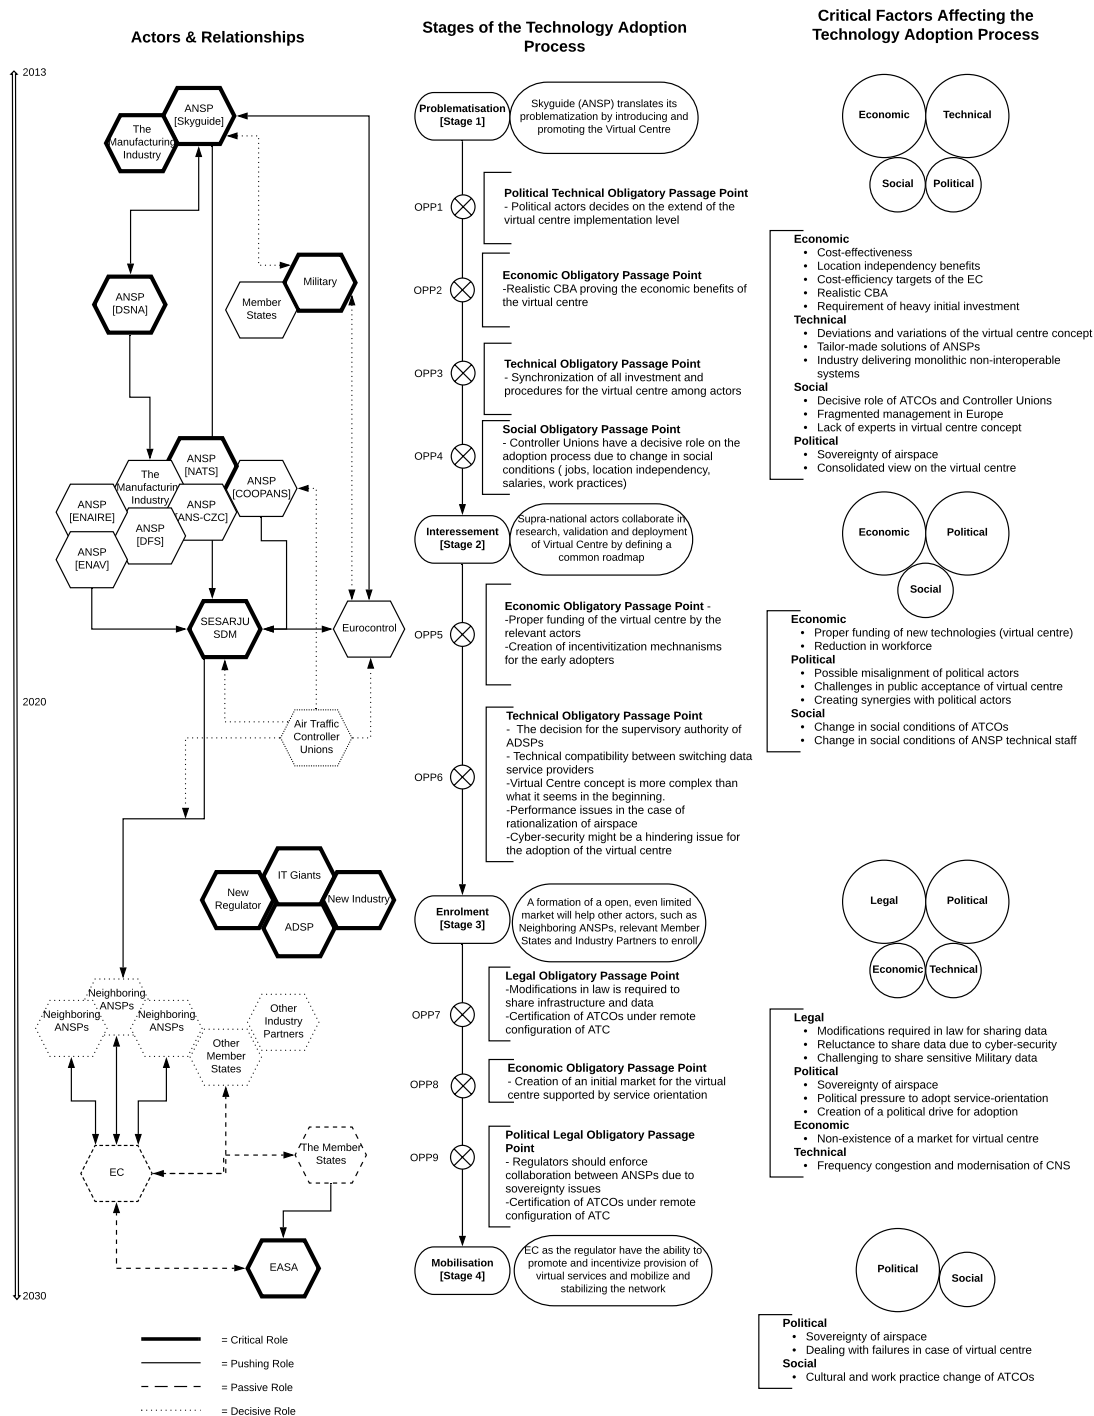 Actors & Relationships
Stages of the Technology Adoption
Process
Critical Factors Affecting the
Technology Adoption Process
2013
2020
2030
ANSP
[Skyguide]
The
Manufacturing
Industry
ANSP
[DSNA]
Military
Member
States
ANSP
[NATS]
The
Manufacturin
Industry
ANSP
[COOPANS]
ANSP
[ENAIRE]
ANSP
[ANS-CZC]
ANSP
[DFS]
ANSP
[ENAV]
SESARJU
SDM
Eurocontrol
Air Traffic
Controller
Unions
IT Giants
New
Regulator
New Industry
ADSP
Neighboring
ANSPs
Neighboring
ANSPs
Neighboring
ANSPs
Other
Industry
Partners
Other
Member
States
The Member
States
EC
EASA
= Critical Role
= Pushing Role
= Passive Role
= Decisive Role
Problematisation
[Stage 1]
Skyguide (ANSP) translates its
problematization by introducing and
promoting the Virtual Centre
OPP1
Political Technical Obligatory Passage Point
- Political actors decides on the extend of the
virtual centre implementation level
OPP2
Economic Obligatory Passage Point
-Realistic CBA proving the economic benefits of
the virtual centre
OPP3
Technical Obligatory Passage Point
- Synchronization of all investment and
procedures for the virtual centre among actors
OPP4
Social Obligatory Passage Point
- Controller Unions have a decisive role on the
adoption process due to change in social
conditions ( jobs, location independency,
salaries, work practices)
Interessement
[Stage 2]
Supra-national actors collaborate in
research, validation and deployment
of Virtual Centre by defining a
common roadmap
OPP5
Economic Obligatory Passage Point -
-Proper funding of the virtual centre by the
relevant actors
-Creation of incentivitization mechnanisms
for the early adopters
OPP6
Technical Obligatory Passage Point
- The decision for the supervisory authority of
ADSPs
- Technical compatibility between switching data
service providers
-Virtual Centre concept is more complex than
what it seems in the beginning.
-Performance issues in the case of
rationalization of airspace
-Cyber-security might be a hindering issue for
the adoption of the virtual centre
Enrolment
[Stage 3]
A formation of a open, even limited
market will help other actors, such as
Neighboring ANSPs, relevant Member
States and Industry Partners to enroll
OPP7
Legal Obligatory Passage Point
-Modifications in law is required to
share infrastructure and data
-Certification of ATCOs under remote
configuration of ATC
OPP8
Economic Obligatory Passage Point
- Creation of an initial market for the virtual
centre supported by service orientation
OPP9
Political Legal Obligatory Passage
Point
- Regulators should enforce
collaboration between ANSPs due to
sovereignty issues
-Certification of ATCOs under remote
configuration of ATC
Mobilisation
[Stage 4]
EC as the regulator have the ability to
promote and incentivize provision of
virtual services and mobilize and
stabilizing the network
Economic
Technical
Social
Political
Economic
• Cost-effectiveness
• Location independency benefits
• Cost-efficiency targets of the EC
• Realistic CBA
• Requirement of heavy initial investment
Technical
• Deviations and variations of the virtual centre concept
• Tailor-made solutions of ANSPs
• Industry delivering monolithic non-interoperable
systems
Social
• Decisive role of ATCOs and Controller Unions
• Fragmented management in Europe
• Lack of experts in virtual centre concept
Political
• Sovereignty of airspace
• Consolidated view on the virtual centre
Economic
Political
Social
Economic
• Proper funding of new technologies (virtual centre)
• Reduction in workforce
Political
• Possible misalignment of political actors
• Challenges in public acceptance of virtual centre
• Creating synergies with political actors
Social
• Change in social conditions of ATCOs
• Change in social conditions of ANSP technical staff
Legal
Political
Economic
Technical
Legal
• Modifications required in law for sharing data
• Reluctance to share data due to cyber-security
• Challenging to share sensitive Military data
Political
• Sovereignty of airspace
• Political pressure to adopt service-orientation
• Creation of a political drive for adoption
Economic
• Non-existence of a market for virtual centre
Technical
• Frequency congestion and modernisation of CNS
Political
Social
Political
• Sovereignty of airspace
• Dealing with failures in case of virtual centre
Social
• Cultural and work practice change of ATCOs